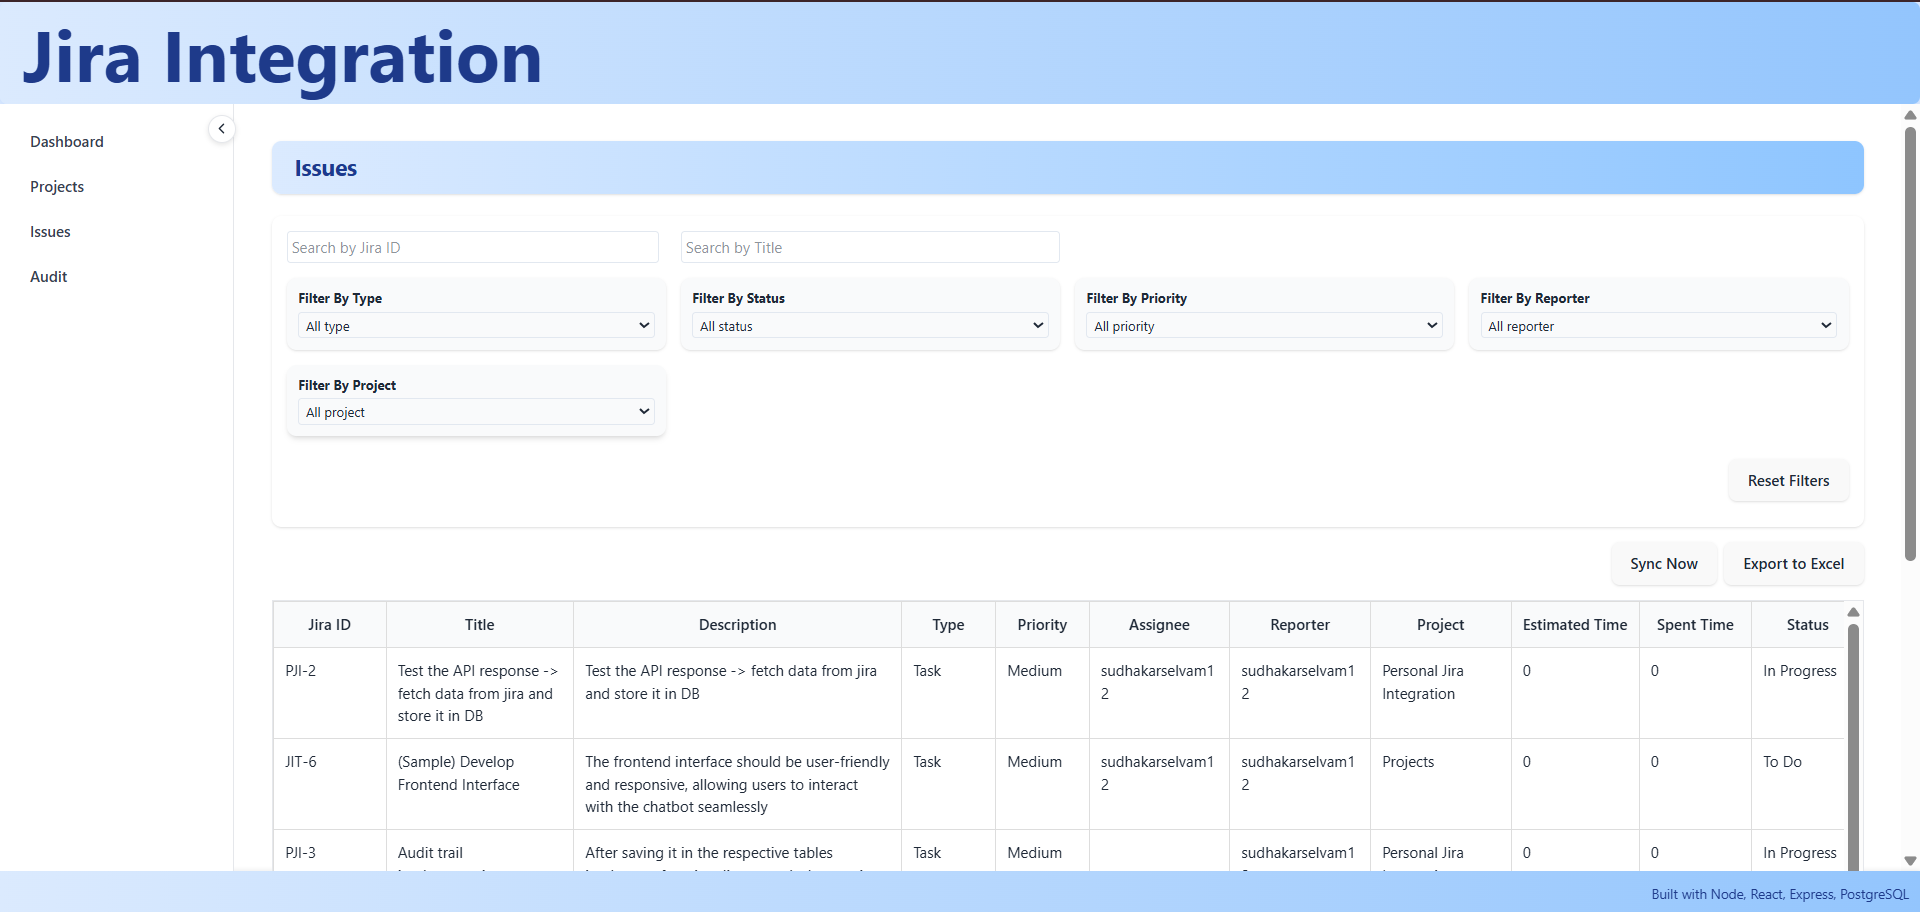 Jira Integration
Dashboard
Projects
Issues
Audit
Issues
Search by Jira ID
Search by Title
Filter By Type
All type
Filter By Status
All status
Filter By Priority
All priority
Filter By Reporter
All reporter
Filter By Project
All project
Reset Filters
Sync Now
Export to Excel
Jira ID Title Description Type Priority Assignee Reporter Project Estimated Time Spent Time Status
PJI-2
Test the API response ->
fetch data from jira and
store it in DB
Test the API response -> fetch data from jira
and store it in DB
Task
Medium
sudhakarselvam1
2
sudhakarselvam1
2
Personal Jira
Integration
0
0
In Progress
JIT-6
(Sample) Develop
Frontend Interface
The frontend interface should be user-friendly
and responsive, allowing users to interact
with the chatbot seamlessly
Task
Medium
sudhakarselvam1
2
sudhakarselvam1
2
Projects
0
0
To Do
PJI-3
Audit trail
After saving it in the respective tables
Task
Medium
sudhakarselvam1
Personal Jira
0
0
In Progress
Built with Node, React, Express, PostgreSQL